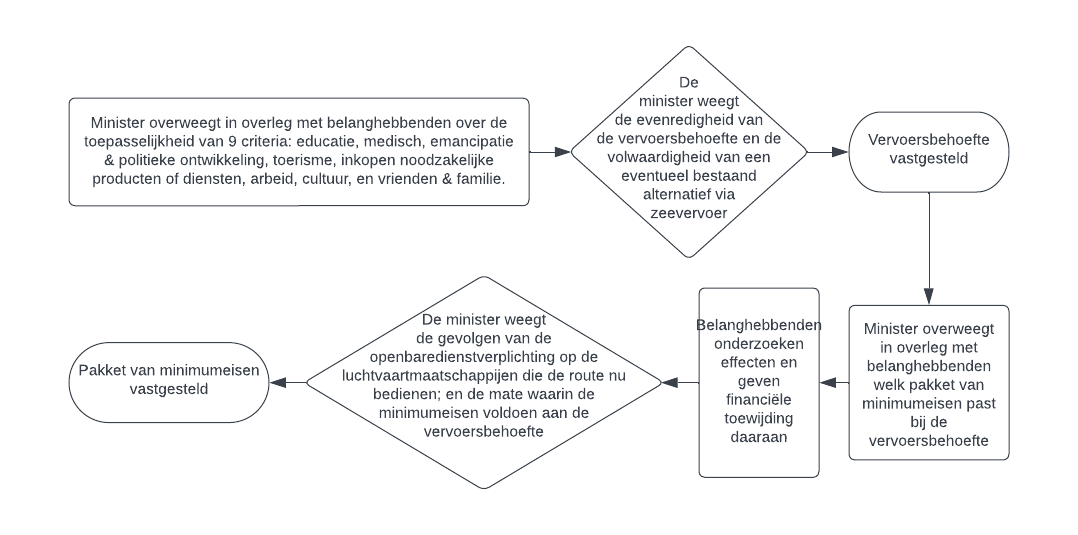 Minister overweegt in overleg met belanghebbenden over de
toepasselijkheid van 9 criteria: educatie, medisch, emancipatie
& politieke ontwikkeling, toerisme, inkopen noodzakelijke
producten of diensten, arbeid, cultuur, en vrienden & familie.
De
minister weegt
de evenredigheid van
de vervoersbehoefte en de
volwaardigheid van een
eventueel bestaand
alternatief via
zeevervoer
Vervoersbehoefte
vastgesteld
Minister overweegt
in overleg met
belanghebbenden
welk pakket van
minimumeisen past
bij de
vervoersbehoefte
Belanghebbenden
onderzoeken
effecten en
geven
financiële
toewijding
daaraan
De minister weegt
de gevolgen van de
openbaredienstverplichting op de
luchtvaartmaatschappijen die de route nu
bedienen; en de mate waarin de
minimumeisen voldoen aan de
vervoersbehoefte
Pakket van minimumeisen
vastgesteld